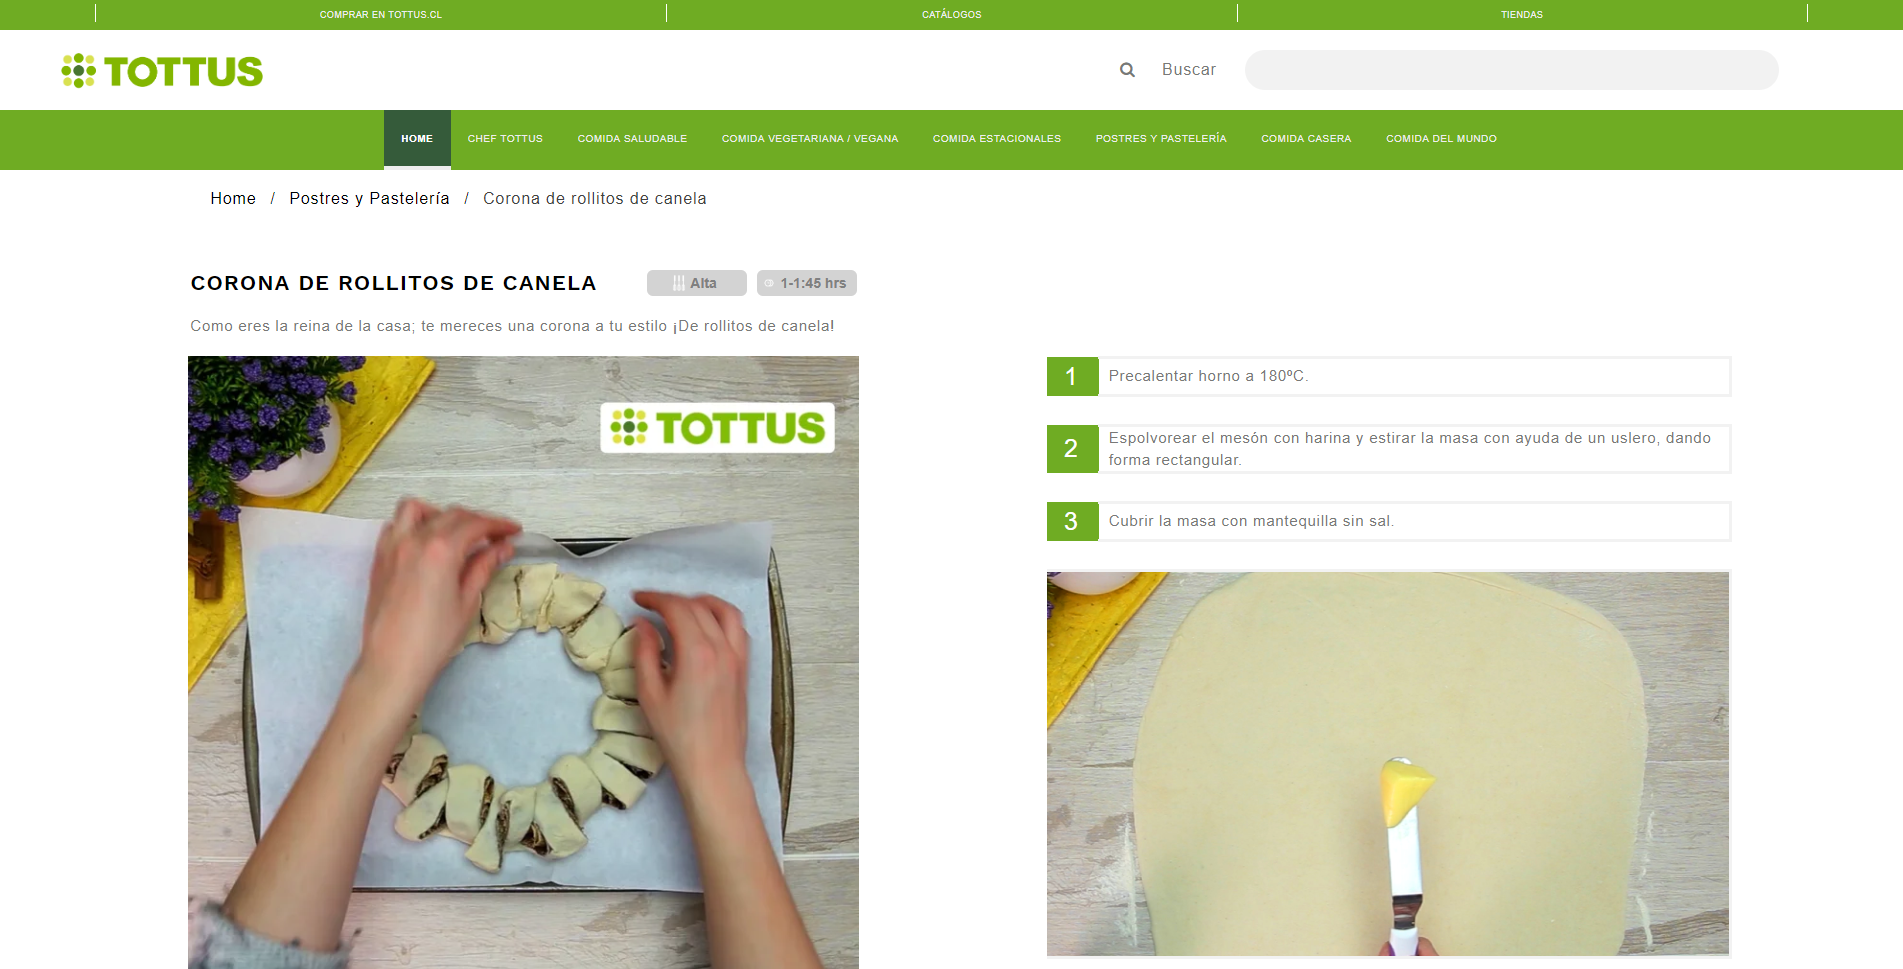 COMPRAR EN TOTTUS.CL
CATÁLOGOS
TIENDAS
TOTTUS
Buscar
HOME
CHEF TOTTUS
COMIDA SALUDABLE
COMIDA VEGETARIANA / VEGANA
COMIDA ESTACIONALES
POSTRES Y PASTELERÍA
COMIDA CASERA
COMIDA DEL MUNDO
Home / Postres y Pastelería / Corona de rollitos de canela
CORONA DE ROLLITOS DE CANELA
Alta
1-1:45 hrs
Como eres la reina de la casa; te mereces una corona a tu estilo ¡De rollitos de canela!
TOTTUS
1 Precalentar horno a 180ºC.
2 Espolvorear el mesón con harina y estirar la masa con ayuda de un uslero, dando
forma rectangular.
3 Cubrir la masa con mantequilla sin sal.